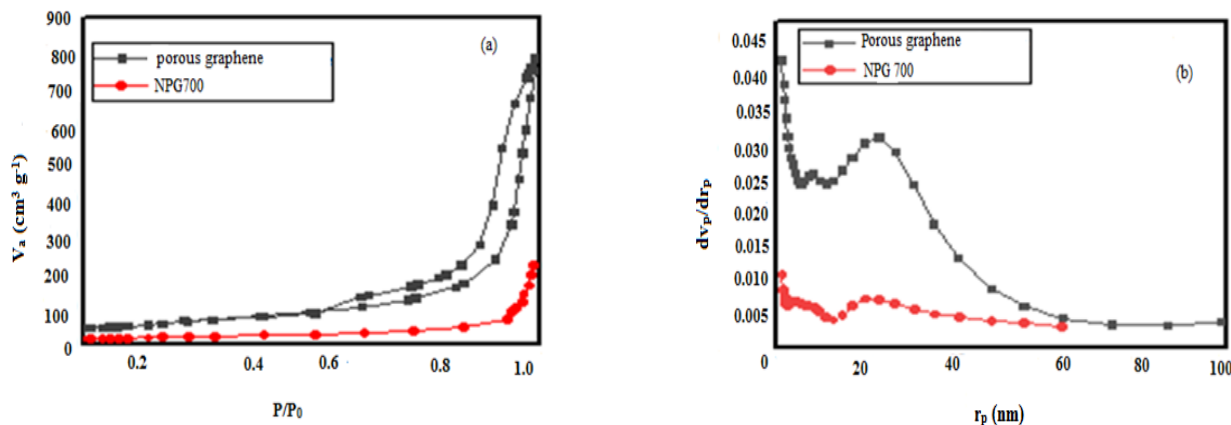 900
800
700
600
500
400
300
200
100
0
Vₐ (cm³ g⁻¹)
porous graphene
NPG700
(a)
0.2 0.4 0.6 0.8 1.0
P/P₀
0.045
0.040
0.035
0.030
0.025
0.020
0.015
0.010
0.005
dvₚ/drₚ
Porous graphene
NPG 700
(b)
0 20 40 60 80 100
rₚ (nm)